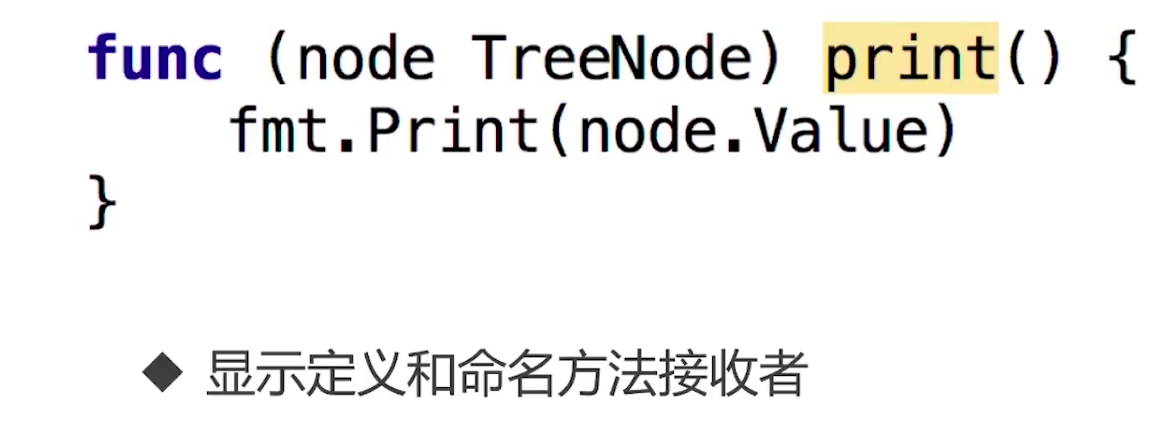 func (node TreeNode) print() {
    fmt.Print(node.Value)
}
◆ 显示定义和命名方法接收者